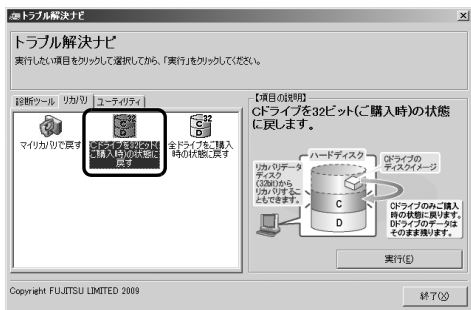 トラブル解決ナビ
トラブル解決ナビ
実行したい項目をクリックして選択してから、「実行」をクリックしてください。
診断ツール
リカバリ
ユーティリティ
マイリカバリで戻す
32
C
D
Cドライブを32ビット(
ご購入時)の状態に
戻す
C
D
全ドライブをご購入
時の状態に戻す
【項目の説明】
Cドライブを32ビット(ご購入時)の状態
に戻します。
リカバリデータ
ディスク
(32bit)から
リカバリするこ
ともできます。
ハードディスク
C
D
Cドライブの
ディスクイメージ
Cドライブのみご購入
時の状態に戻ります。
Dドライブのデータは
そのまま残ります。
実行(E)
Copyright FUJITSU LIMITED 2009
終了(X)